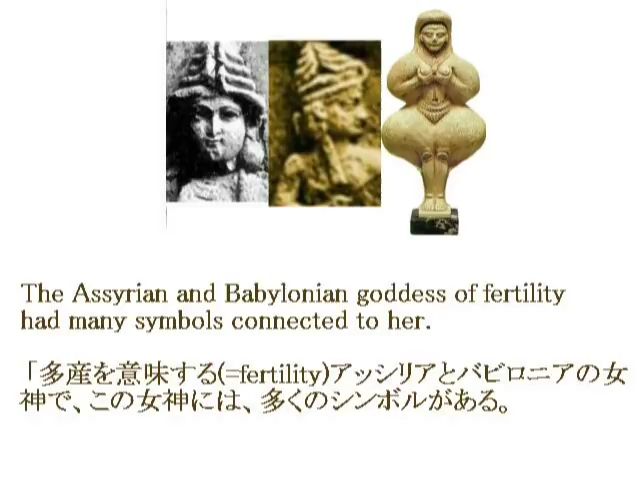 The Assyrian and Babylonian goddess of fertility
had many symbols connected to her.
「多産を意味する(=fertility)アッシリアとバビロニアの女
神で、この女神には、多くのシンボルがある。